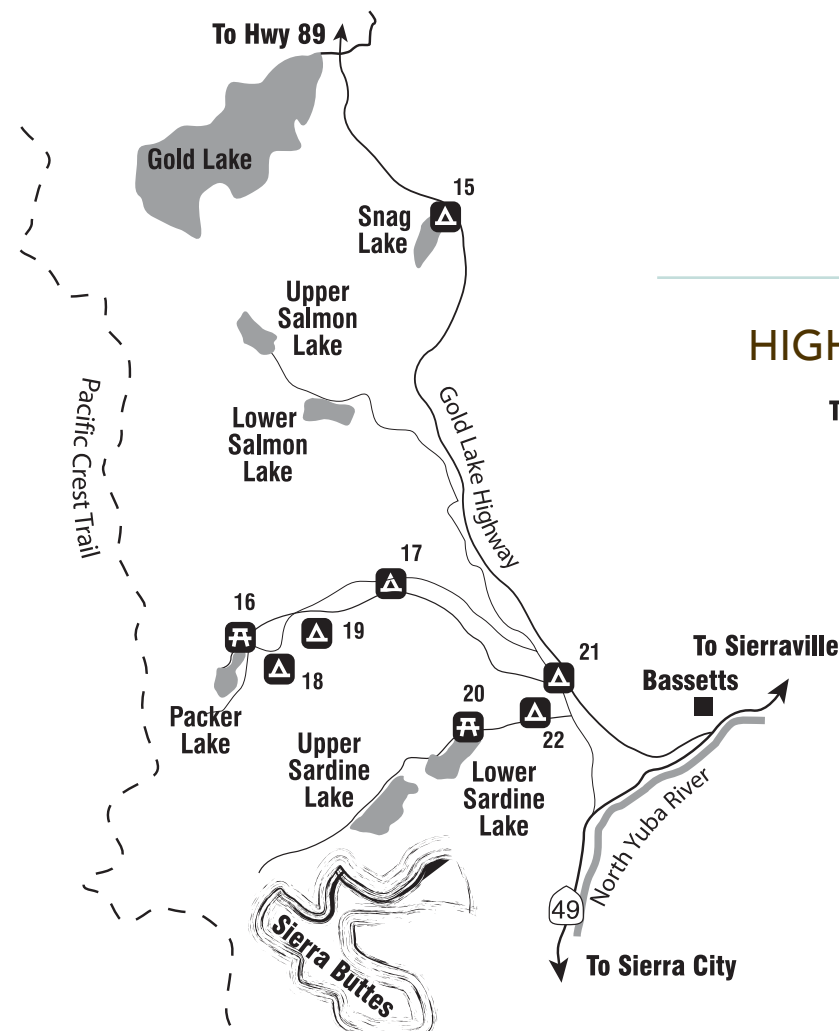 To Hwy 89
Gold Lake
15
Snag
Lake
Upper
Salmon
Lake
HIGH
T
Lower
Salmon
Lake
Pacific Crest Trail
Gold Lake Highway
17
16
19
18
21
To Sierraville
Bassetts
20
22
Packer
Lake
Upper
Sardine
Lake
Lower
Sardine
Lake
North Yuba River
49
Sierra Buttes
To Sierra City